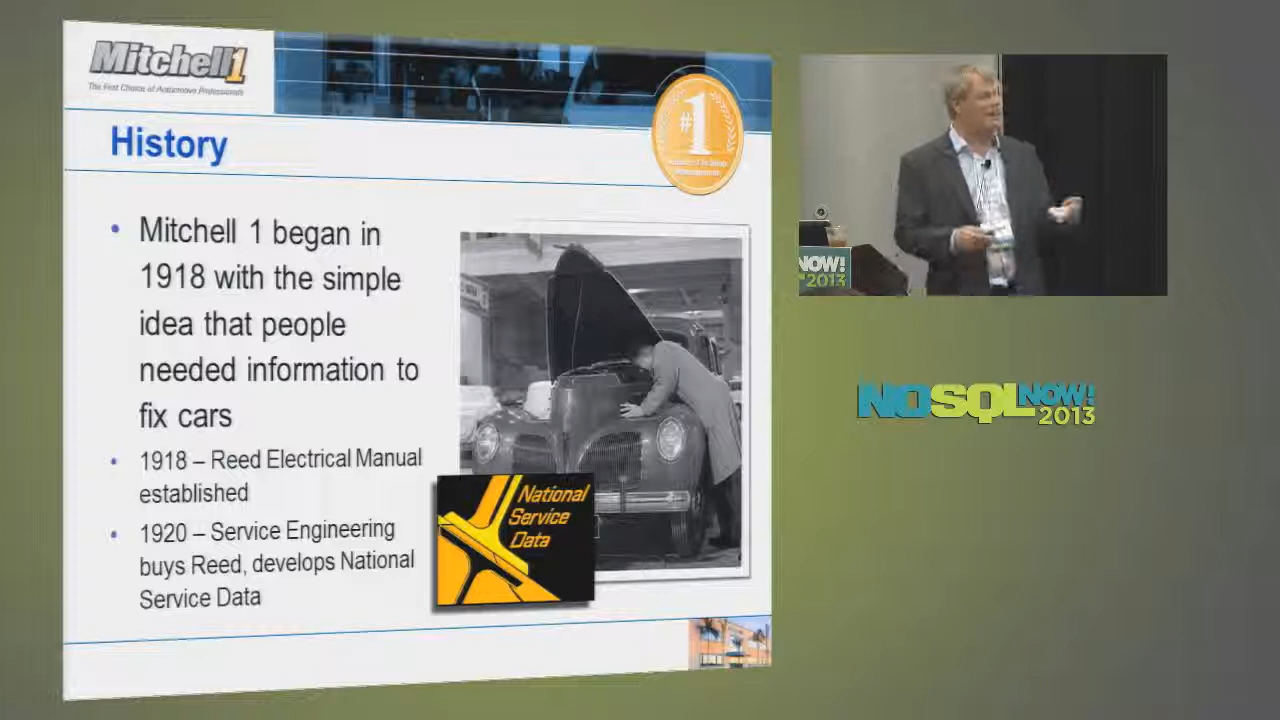 Mitchell1
The First Choice of Automotive Professionals
#1
History
• Mitchell 1 began in
1918 with the simple
idea that people
needed information to
fix cars
• 1918 – Reed Electrical Manual
established
• 1920 – Service Engineering
buys Reed, develops National
Service Data
National
Service
Data
NOW!
2013
NOSQLNOW!
2013